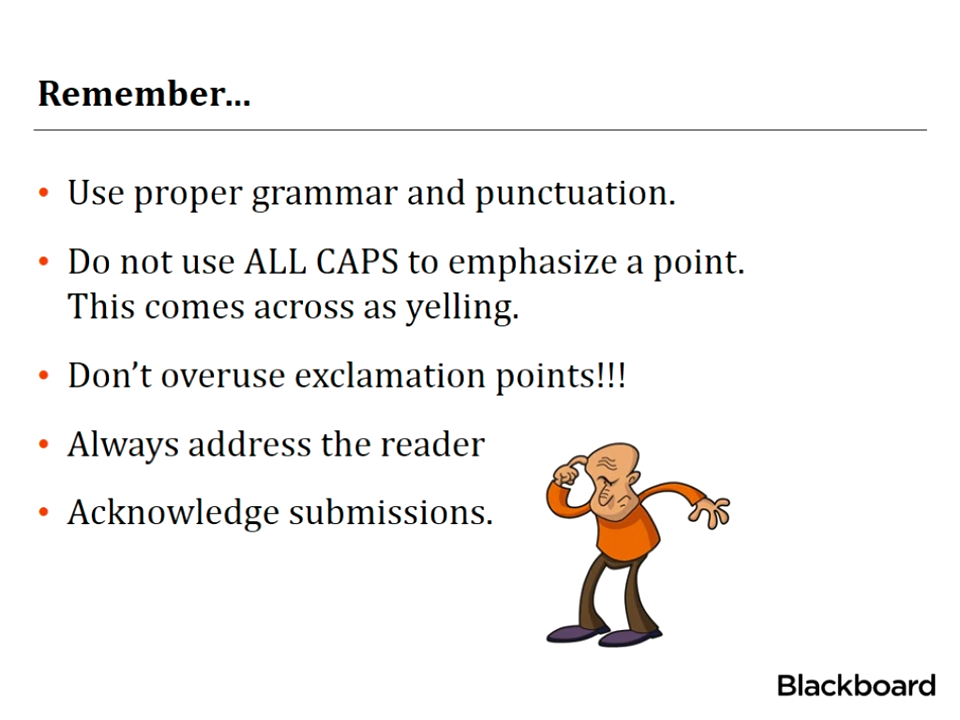 Remember...
• Use proper grammar and punctuation.
• Do not use ALL CAPS to emphasize a point.
This comes across as yelling.
• Don’t overuse exclamation points!!!
• Always address the reader
• Acknowledge submissions.
Blackboard